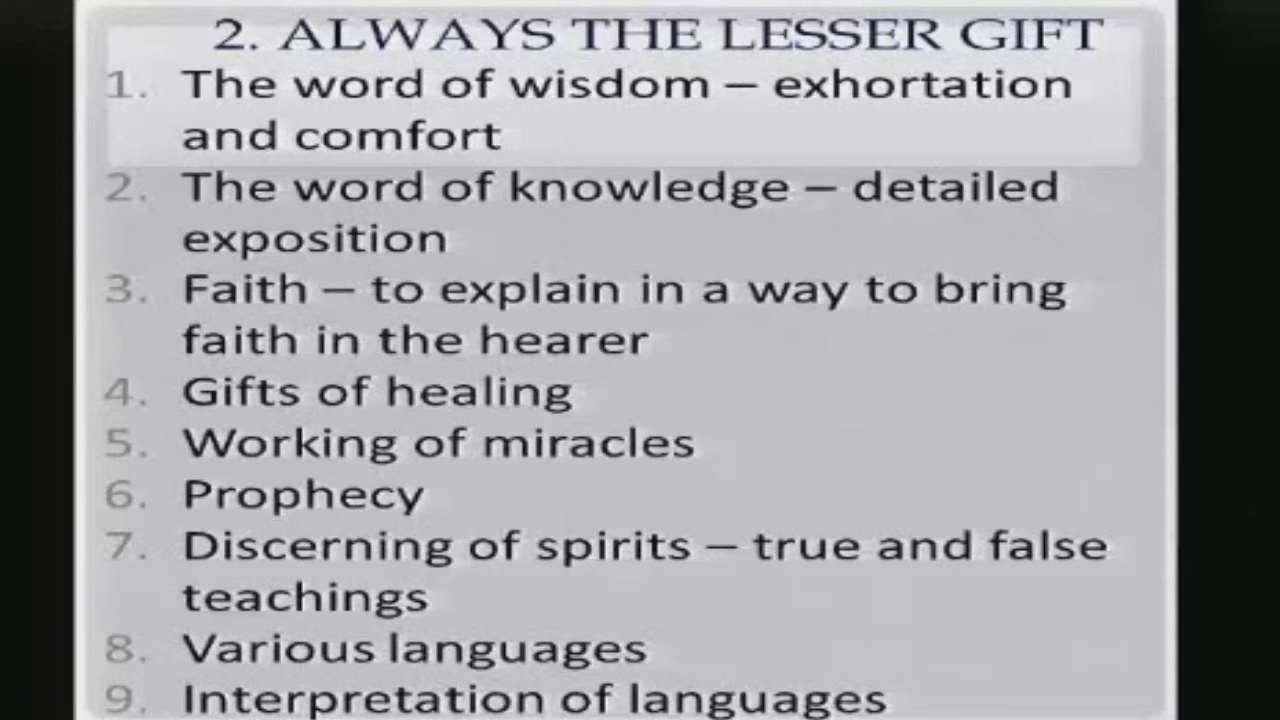 2. ALWAYS THE LESSER GIFT
1. The word of wisdom – exhortation
and comfort
2. The word of knowledge – detailed
exposition
3. Faith – to explain in a way to bring
faith in the hearer
4. Gifts of healing
5. Working of miracles
6. Prophecy
7. Discerning of spirits – true and false
teachings
8. Various languages
9. Interpretation of languages